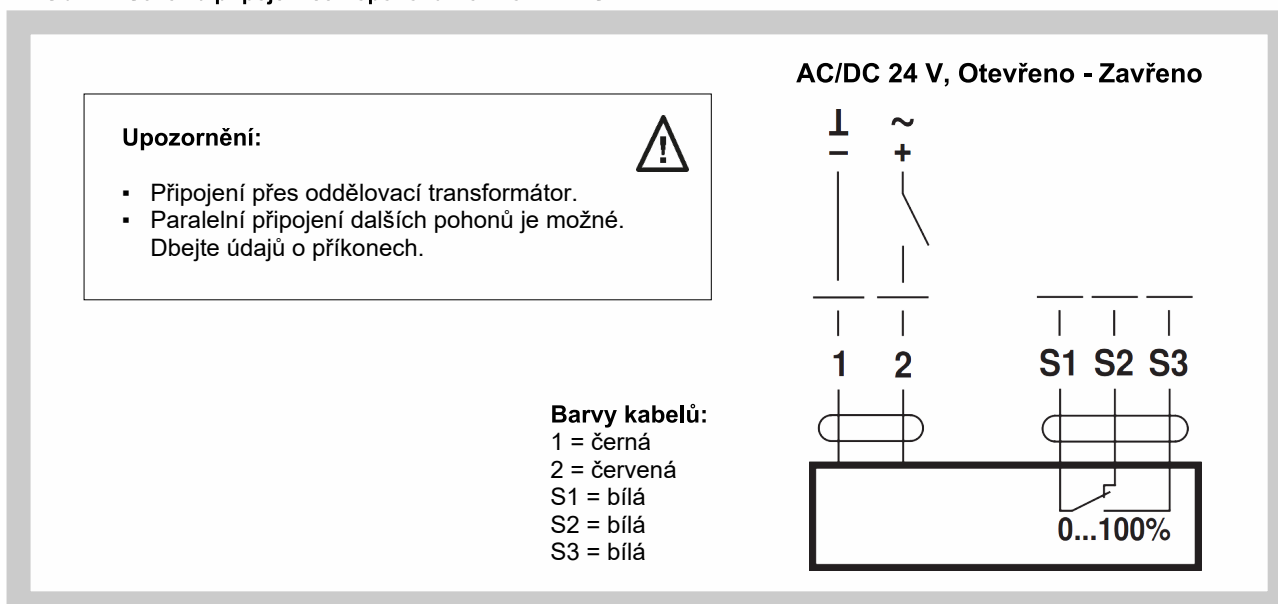 AC/DC 24 V, Otevřeno - Zavřeno
Upozornění:
▪ Připojení přes oddělovací transformátor.
▪ Paralelní připojení dalších pohonů je možné.
Dbejte údajů o příkonech.
⊥ ~
− +
1 2 S1 S2 S3
Barvy kabelů:
1 = černá
2 = červená
S1 = bílá
S2 = bílá
S3 = bílá
0...100%